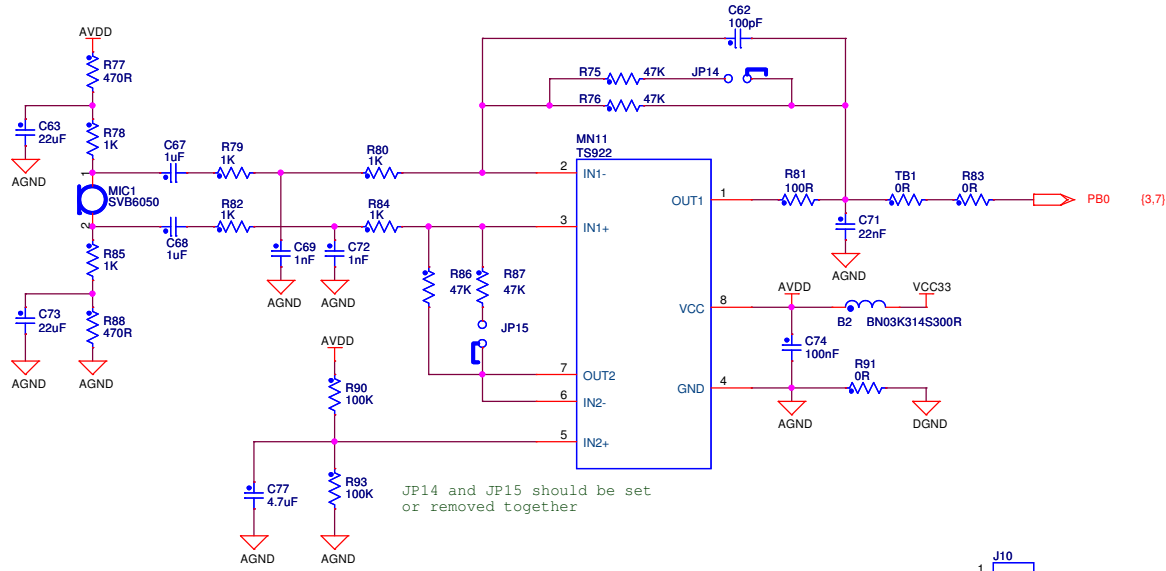 C62
100pF
AVDD
R77
470R
R75 47K JP14
R76 47K
C63
22uF
R78
1K
AGND
C67
1uF
R79
1K
R80
1K
MN11
TS922
2 IN1-
MIC1
SVB6050
2
C68
1uF
R82
1K
R84
1K
3 IN1+
OUT1 1
R81
100R
TB1
0R
R83
0R
PB0 {3,7}
C71
22nF
AGND
R85
1K
C69
1nF
C72
1nF
AGND AGND
R86
47K
R87
47K
JP15
C73
22uF
R88
470R
AGND AGND
VCC 8
AVDD VCC33
B2 BN03K314S300R
C74
100nF
R91
0R
GND 4
AGND DGND
AVDD
R90
100K
7 OUT2
6 IN2-
5 IN2+
C77
4.7uF
R93
100K
AGND AGND
JP14 and JP15 should be set
or removed together
J10
1